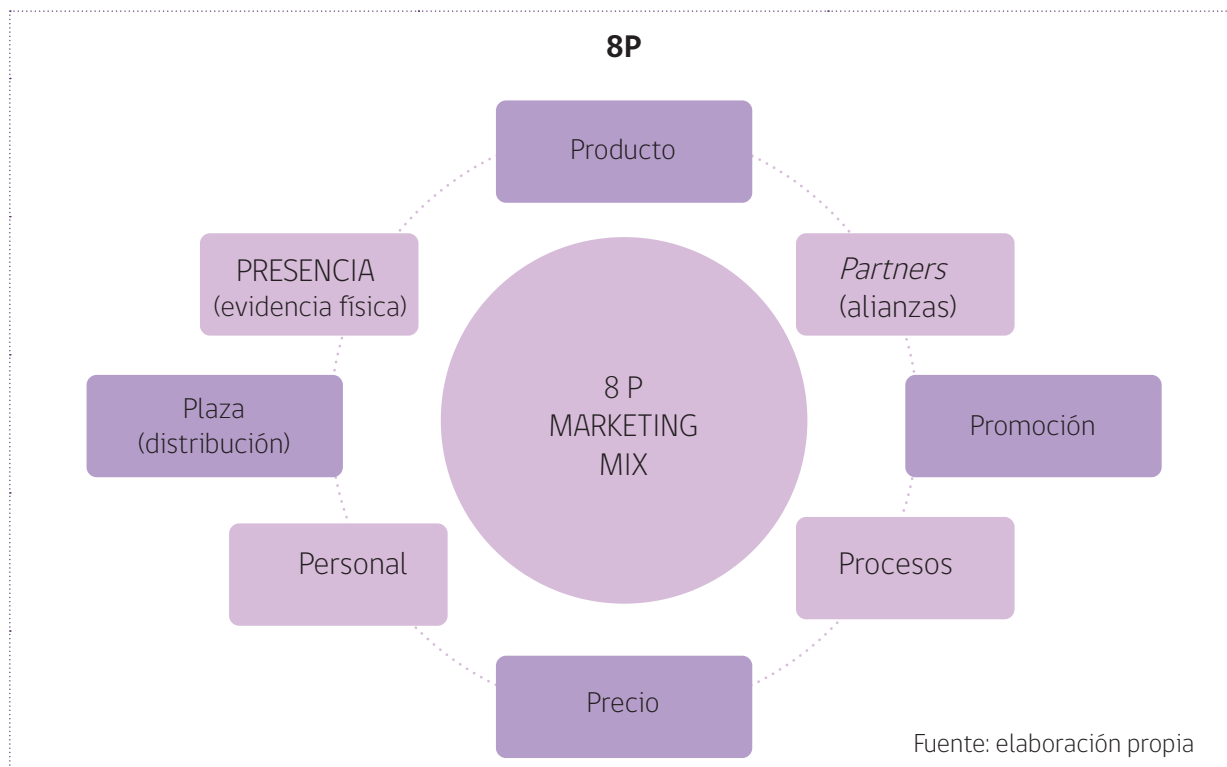 8P
Producto
PRESENCIA
(evidencia física)
Partners
(alianzas)
Plaza
(distribución)
8 P
MARKETING
MIX
Promoción
Personal
Procesos
Precio
Fuente: elaboración propia